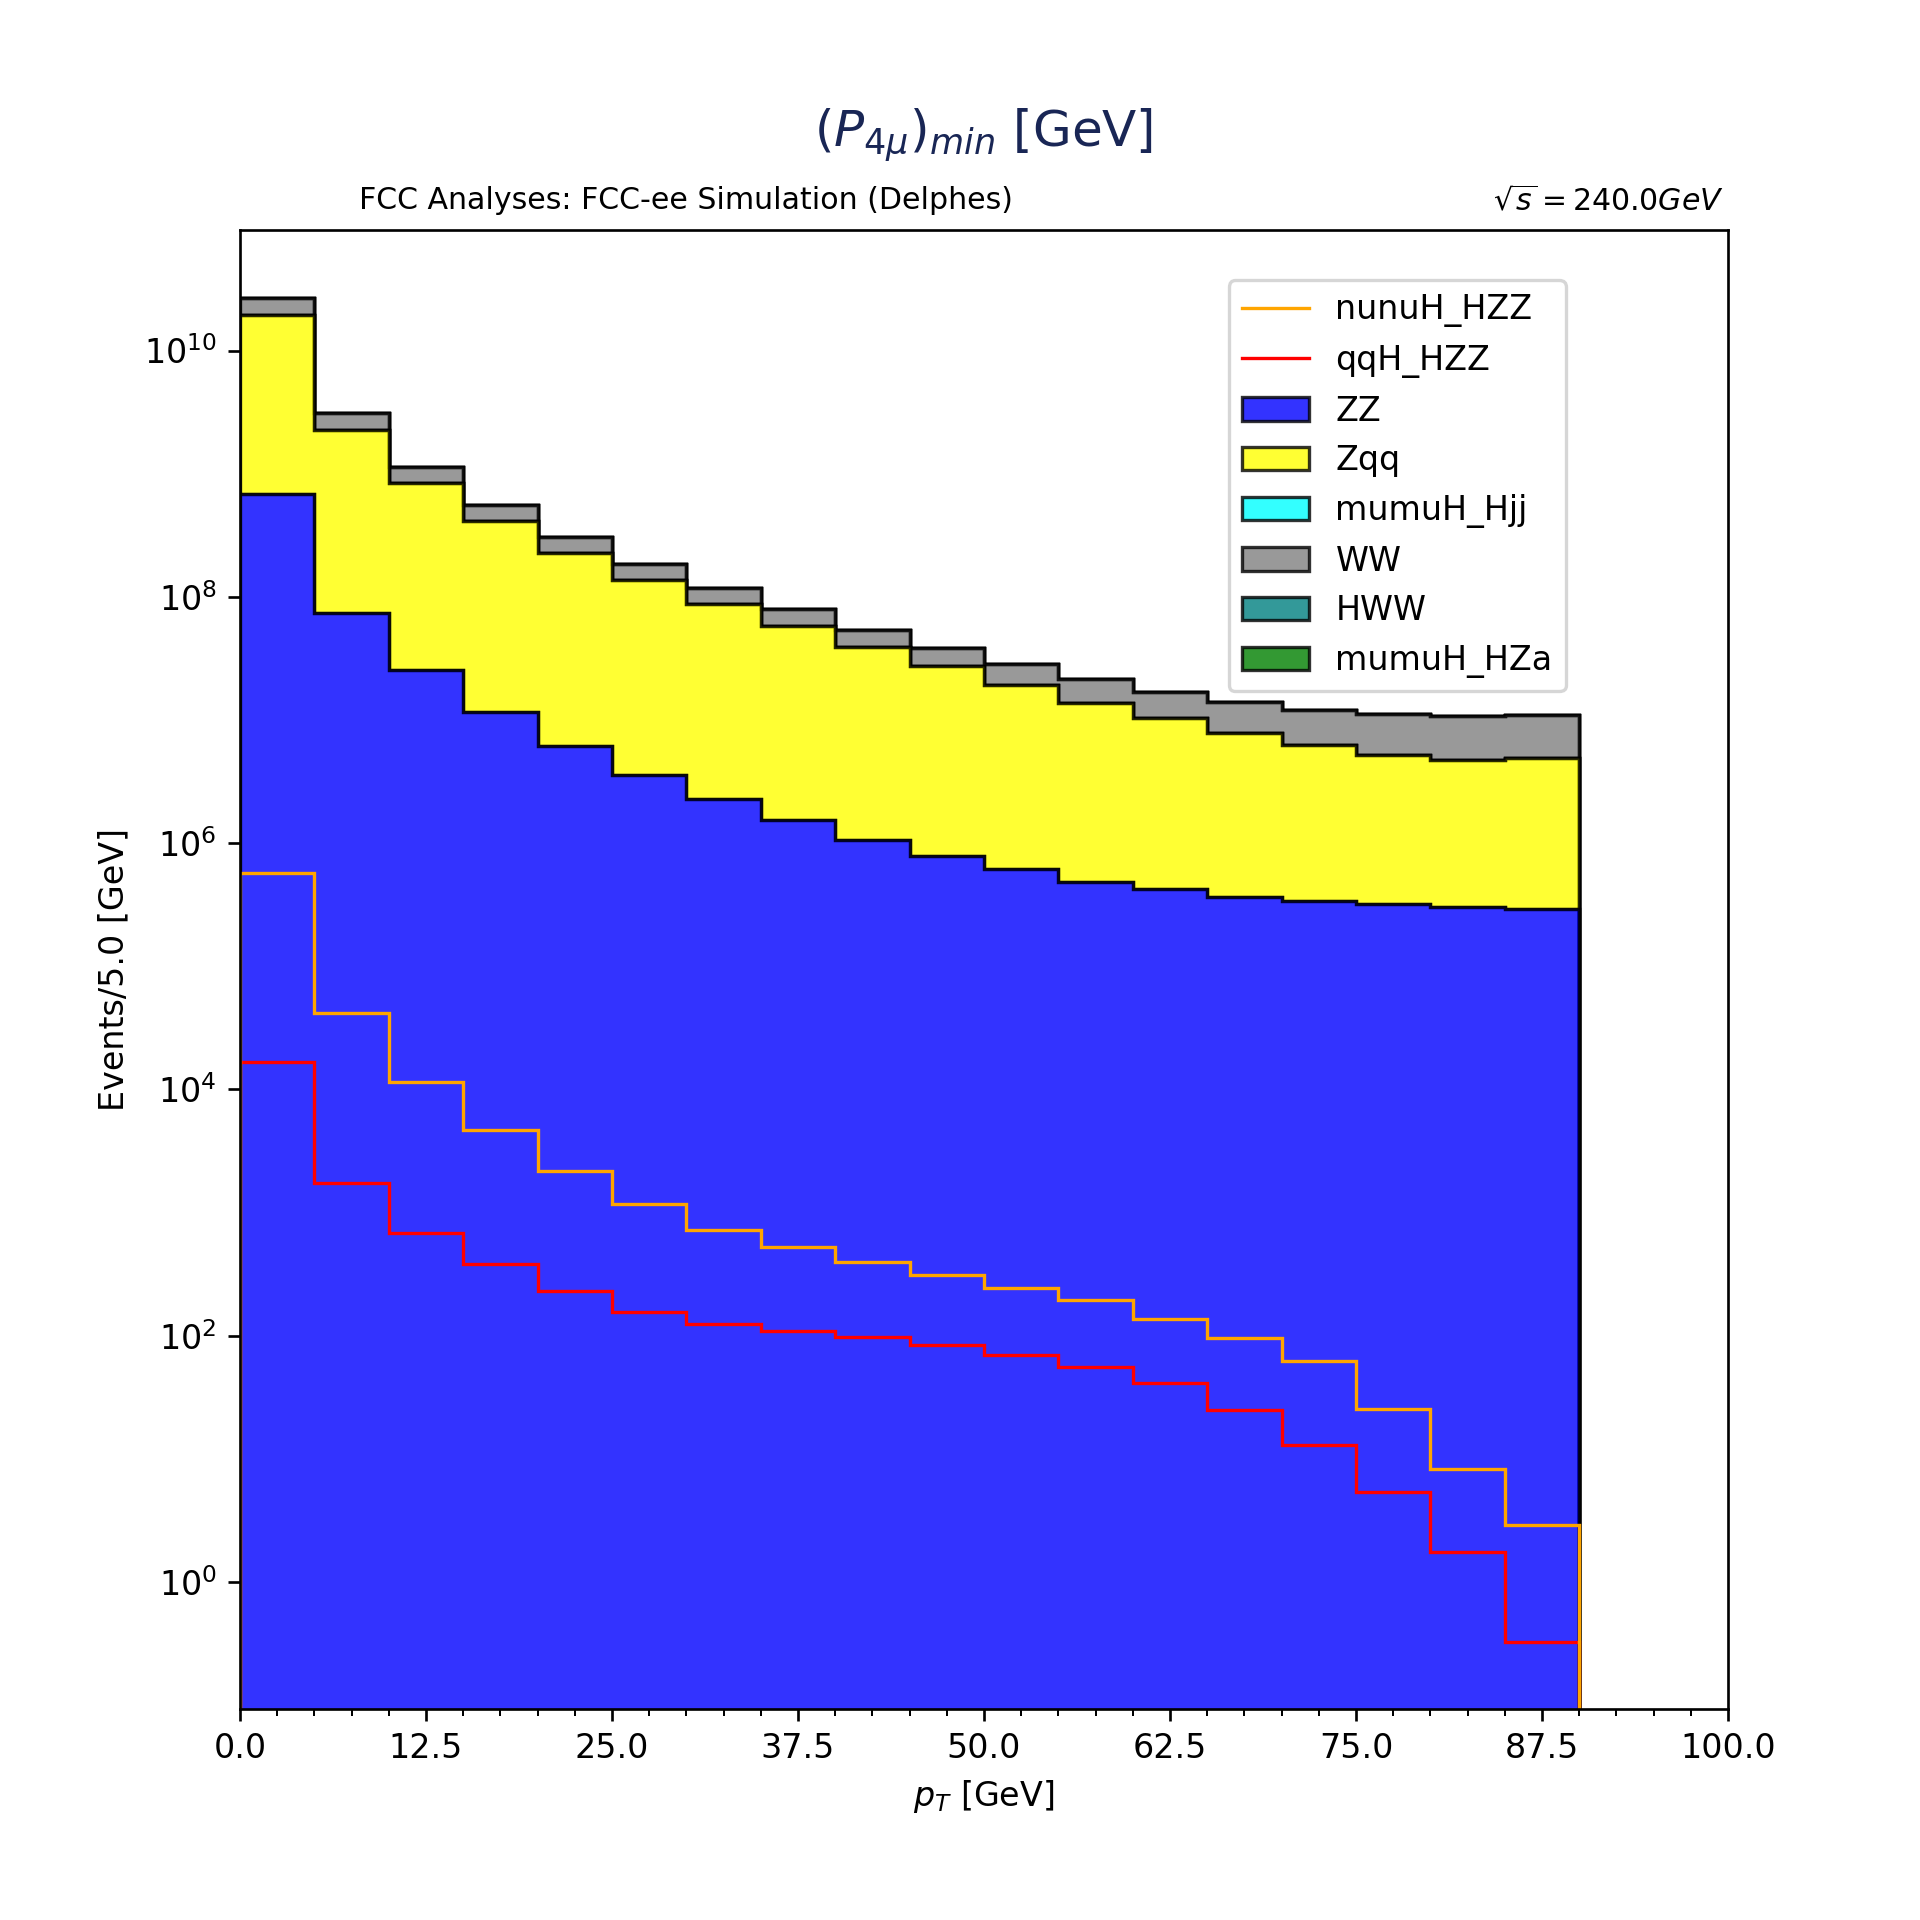 (P4μ)min [GeV]
FCC Analyses: FCC-ee Simulation (Delphes)
√s = 240.0GeV
nunuH_HZZ
qqH_HZZ
ZZ
Zqq
mumuH_Hjj
WW
HWW
mumuH_HZa
10^10
10^8
10^6
10^4
10^2
10^0
Events/5.0 [GeV]
0.0 12.5 25.0 37.5 50.0 62.5 75.0 87.5 100.0
pT [GeV]